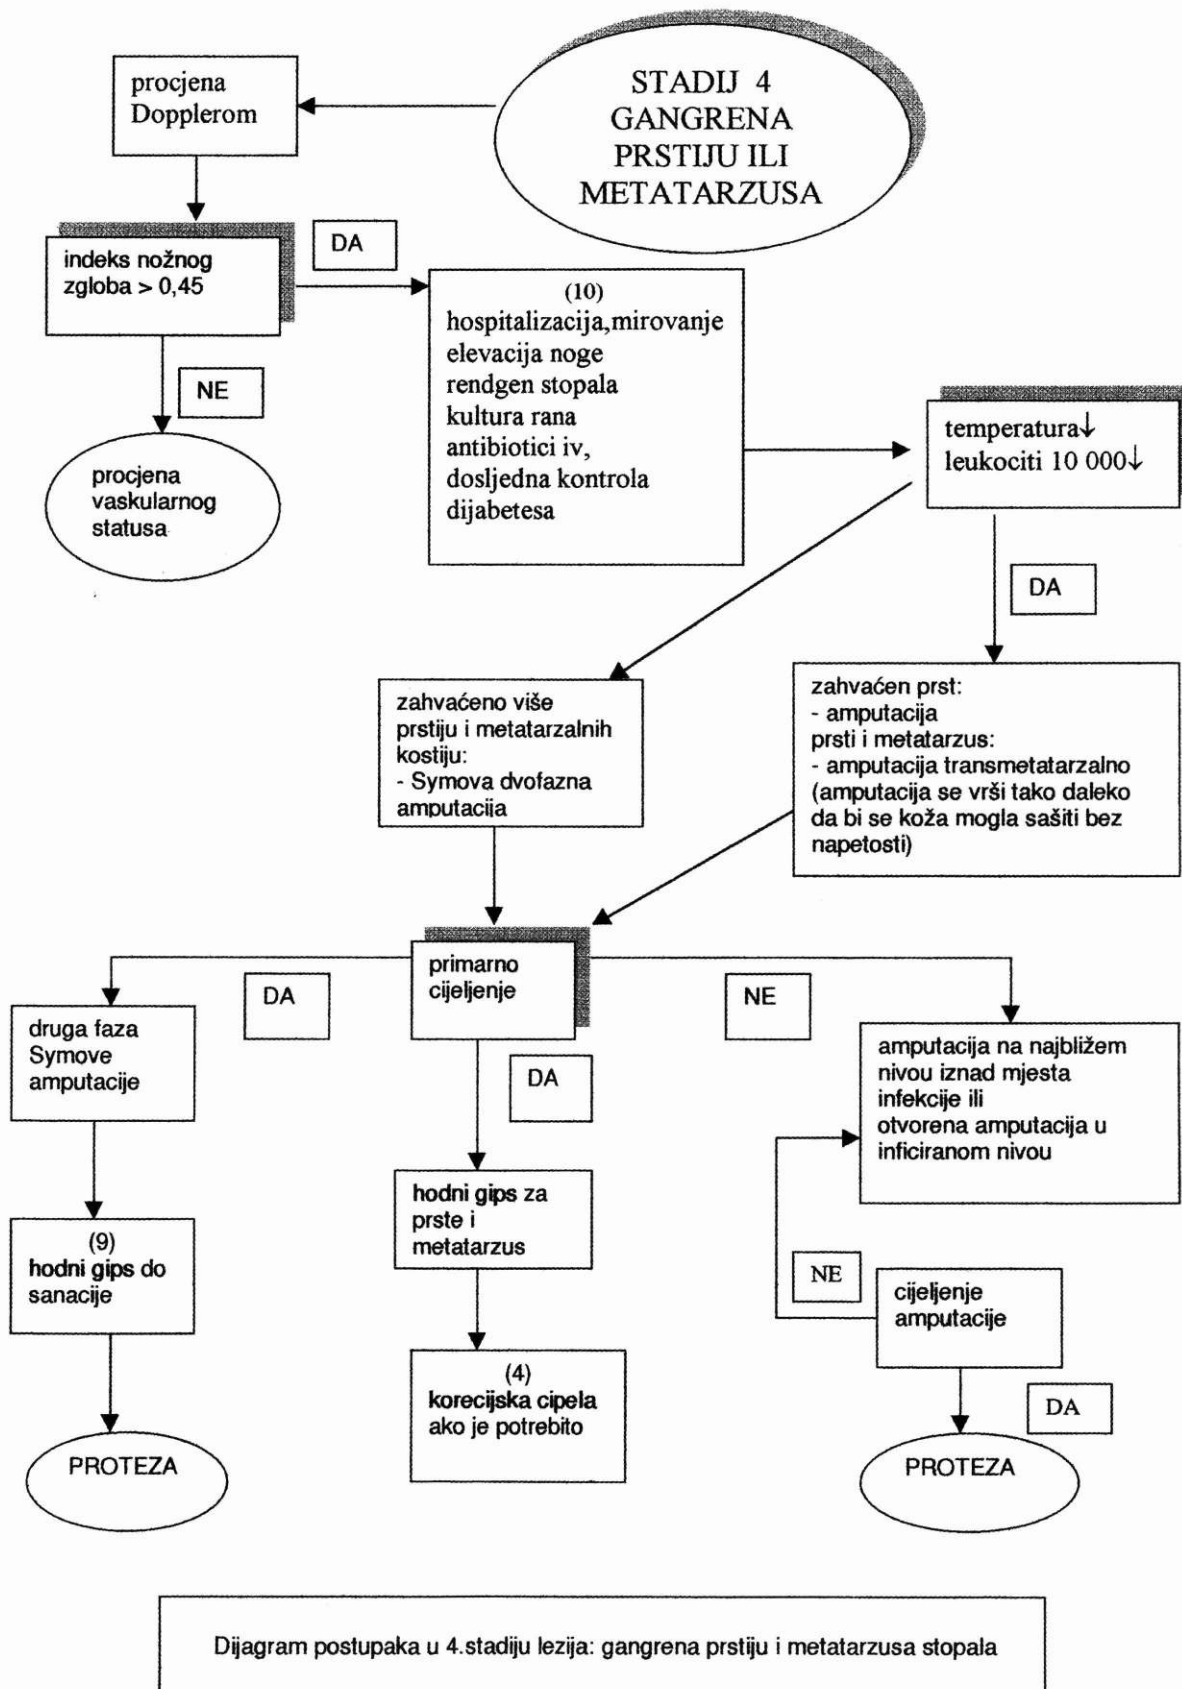 STADIJ 4
GANGRENA
PRSTIJU ILI
METATARZUSA
procjena
Dopplerom
indeks nožnog
zgloba > 0,45
DA
NE
procjena
vaskularnog
statusa
(10)
hospitalizacija,mirovanje
elevacija noge
rendgen stopala
kultura rana
antibiotici iv,
dosljedna kontrola
dijabetesa
temperatura↓
leukociti 10 000↓
DA
zahvaćeno više
prstiju i metatarzalnih
kostiju:
- Symova dvofazna
amputacija
zahvaćen prst:
- amputacija
prsti i metatarzus:
- amputacija transmetatarzalno
(amputacija se vrši tako daleko
da bi se koža mogla sašiti bez
napetosti)
primarno
cijeljenje
DA
DA
NE
druga faza
Symove
amputacije
(9)
hodni gips do
sanacije
PROTEZA
hodni gips za
prste i
metatarzus
(4)
korecijska cipela
ako je potrebito
amputacija na najbližem
nivou iznad mjesta
infekcije ili
otvorena amputacija u
inficiranom nivou
NE
cijeljenje
amputacije
DA
PROTEZA
Dijagram postupaka u 4.stadiju lezija: gangrena prstiju i metatarzusa stopala